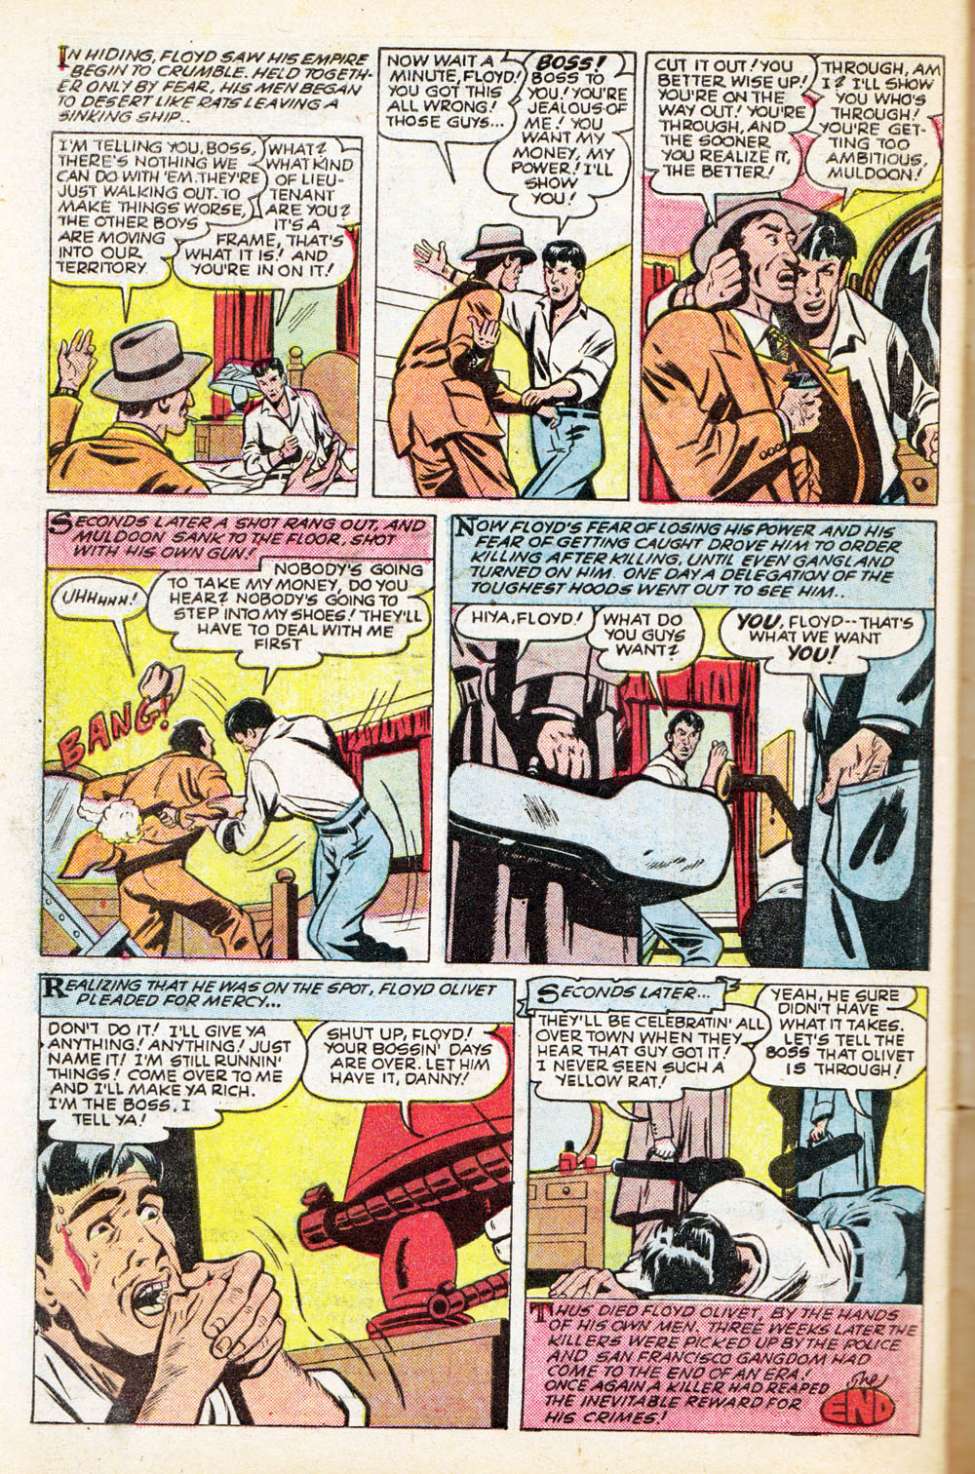 IN HIDING, FLOYD SAW HIS EMPIRE
BEGIN TO CRUMBLE. HELD TOGETH-
ER ONLY BY FEAR, HIS MEN BEGAN
TO DESERT LIKE RATS LEAVING A
SINKING SHIP..
I'M TELLING YOU, BOSS,
THERE'S NOTHING WE
CAN DO WITH 'EM. THEY'RE
JUST WALKING OUT. TO
MAKE THINGS WORSE,
THE OTHER BOYS
ARE MOVING
INTO OUR
TERRITORY
WHAT?
WHAT KIND
OF LIEU-
TENANT
ARE YOU?
IT'S A
FRAME, THAT'S
WHAT IT IS! AND
YOU'RE IN ON IT!
NOW WAIT A
MINUTE, FLOYD!
YOU GOT THIS
ALL WRONG!
THOSE GUYS...
BOSS!
BOSS TO
YOU! YOU'RE
JEALOUS OF
ME! YOU
WANT MY
MONEY, MY
POWER! I'LL
SHOW
YOU!
CUT IT OUT! YOU
BETTER WISE UP!
YOU'RE ON THE
WAY OUT! YOU'RE
THROUGH, AND
THE SOONER
YOU REALIZE IT,
THE BETTER!
THROUGH, AM
I? I'LL SHOW
YOU WHO'S
THROUGH!
YOU'RE GET-
TING TOO
AMBITIOUS,
MULDOON!
SECONDS LATER A SHOT RANG OUT, AND
MULDOON SANK TO THE FLOOR, SHOT
WITH HIS OWN GUN!
UHHHHH!
NOBODY'S GOING
TO TAKE MY MONEY, DO YOU
HEAR? NOBODY'S GOING TO
STEP INTO MY SHOES! THEY'LL
HAVE TO DEAL WITH ME
FIRST
BANG!
NOW FLOYD'S FEAR OF LOSING HIS POWER AND HIS
FEAR OF GETTING CAUGHT DROVE HIM TO ORDER
KILLING AFTER KILLING, UNTIL EVEN GANGLAND
TURNED ON HIM. ONE DAY A DELEGATION OF THE
TOUGHEST HOODS WENT OUT TO SEE HIM..
HIYA, FLOYD!
WHAT DO
YOU GUYS
WANT?
YOU, FLOYD--THAT'S
WHAT WE WANT
YOU!
REALIZING THAT HE WAS ON THE SPOT, FLOYD OLIVET
PLEADED FOR MERCY...
DON'T DO IT! I'LL GIVE YA
ANYTHING! ANYTHING! JUST
NAME IT! I'M STILL RUNNIN'
THINGS! COME OVER TO ME
AND I'LL MAKE YA RICH.
I'M THE BOSS, I
TELL YA!
SHUT UP, FLOYD!
YOUR BOSSIN' DAYS
ARE OVER. LET HIM
HAVE IT, DANNY!
SECONDS LATER...
THEY'LL BE CELEBRATIN' ALL
OVER TOWN WHEN THEY
HEAR THAT GUY GOT IT!
I NEVER SEEN SUCH A
YELLOW RAT!
YEAH, HE SURE
DIDN'T HAVE
WHAT IT TAKES.
LET'S TELL THE
BOSS THAT OLIVET
IS THROUGH!
THUS DIED FLOYD OLIVET, BY THE HANDS
OF HIS OWN MEN. THREE WEEKS LATER THE
KILLERS WERE PICKED UP BY THE POLICE
AND SAN FRANCISCO GANGDOM HAD
COME TO THE END OF AN ERA!
ONCE AGAIN A KILLER HAD REAPED
THE INEVITABLE REWARD FOR
HIS CRIMES!
The
END